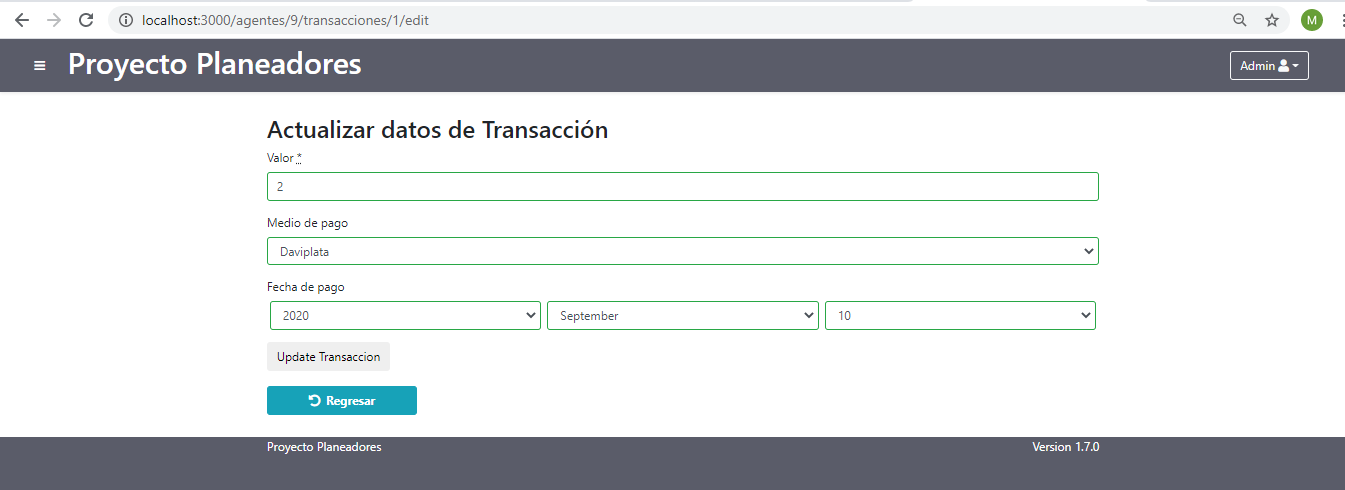 localhost:3000/agentes/9/transacciones/1/edit
M
Proyecto Planeadores
Admin
Actualizar datos de Transacción
Valor *
2
Medio de pago
Daviplata
Fecha de pago
2020 September 10
Update Transaccion
Regresar
Proyecto Planeadores Version 1.7.0